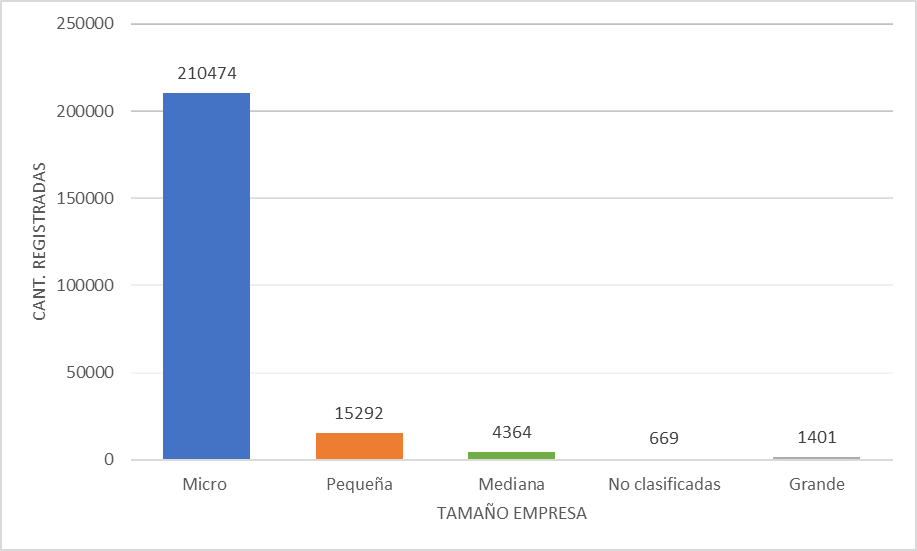 250000
200000
150000
100000
50000
0
CANT. REGISTRADAS
210474
15292
4364
669
1401
Micro
Pequeña
Mediana
No clasificadas
Grande
TAMAÑO EMPRESA